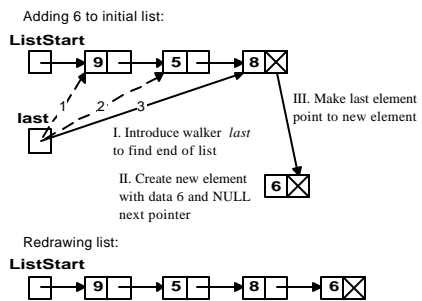 Adding 6 to initial list:
ListStart
9 5 8
1 2 3
last
III. Make last element
point to new element
I. Introduce walker last
to find end of list
II. Create new element
with data 6 and NULL
next pointer
6
Redrawing list:
ListStart
9 5 8 6